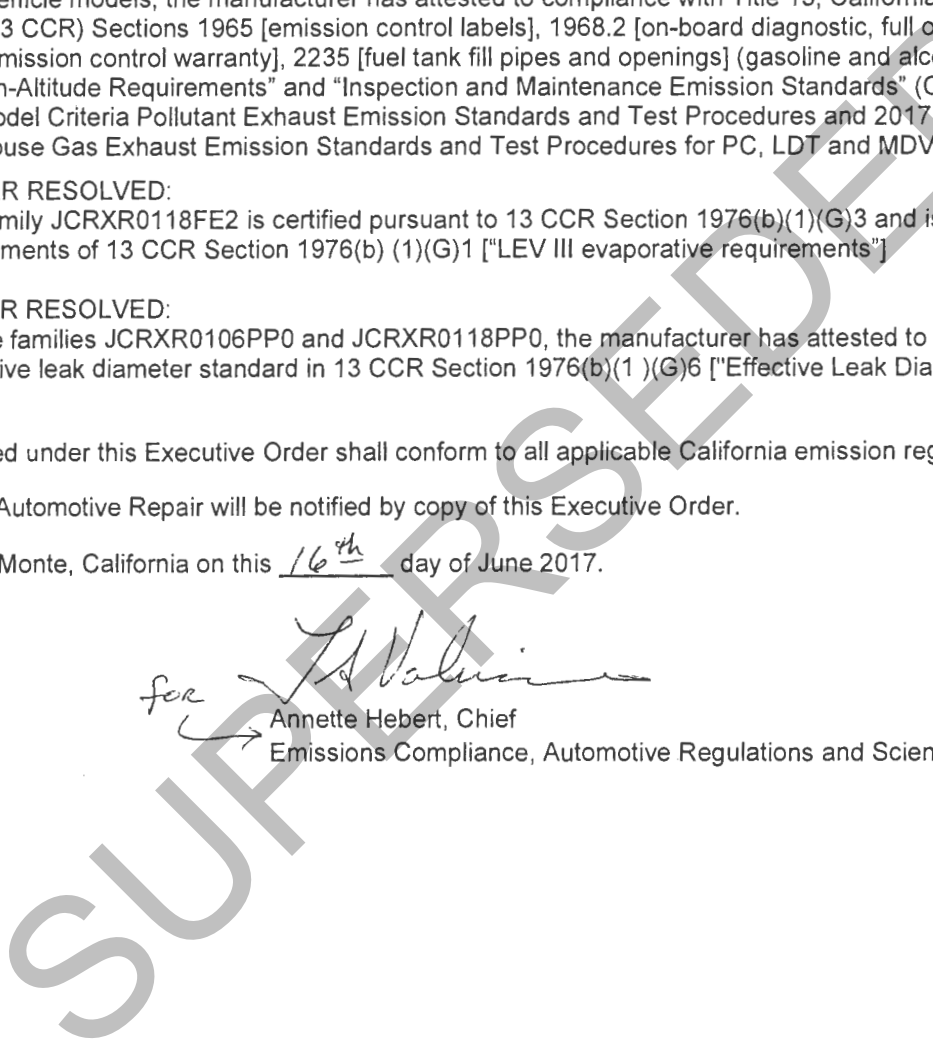 ehicle models, the manufacturer has attested to compliance with Title 13, California
3 CCR) Sections 1965 [emission control labels], 1968.2 [on-board diagnostic, full o
mission control warranty], 2235 [fuel tank fill pipes and openings] (gasoline and alco
h-Altitude Requirements" and "Inspection and Maintenance Emission Standards" (C
odel Criteria Pollutant Exhaust Emission Standards and Test Procedures and 2017
ouse Gas Exhaust Emission Standards and Test Procedures for PC, LDT and MDV
R RESOLVED:
mily JCRXR0118FE2 is certified pursuant to 13 CCR Section 1976(b)(1)(G)3 and is
ments of 13 CCR Section 1976(b) (1)(G)1 ["LEV III evaporative requirements"]
R RESOLVED:
e families JCRXR0106PP0 and JCRXR0118PP0, the manufacturer has attested to
ive leak diameter standard in 13 CCR Section 1976(b)(1 )(G)6 ["Effective Leak Dia
ed under this Executive Order shall conform to all applicable California emission reg
Automotive Repair will be notified by copy of this Executive Order.
Monte, California on this 16th day of June 2017.
for
Annette Hebert, Chief
Emissions Compliance, Automotive Regulations and Scien
SUPERSEDE